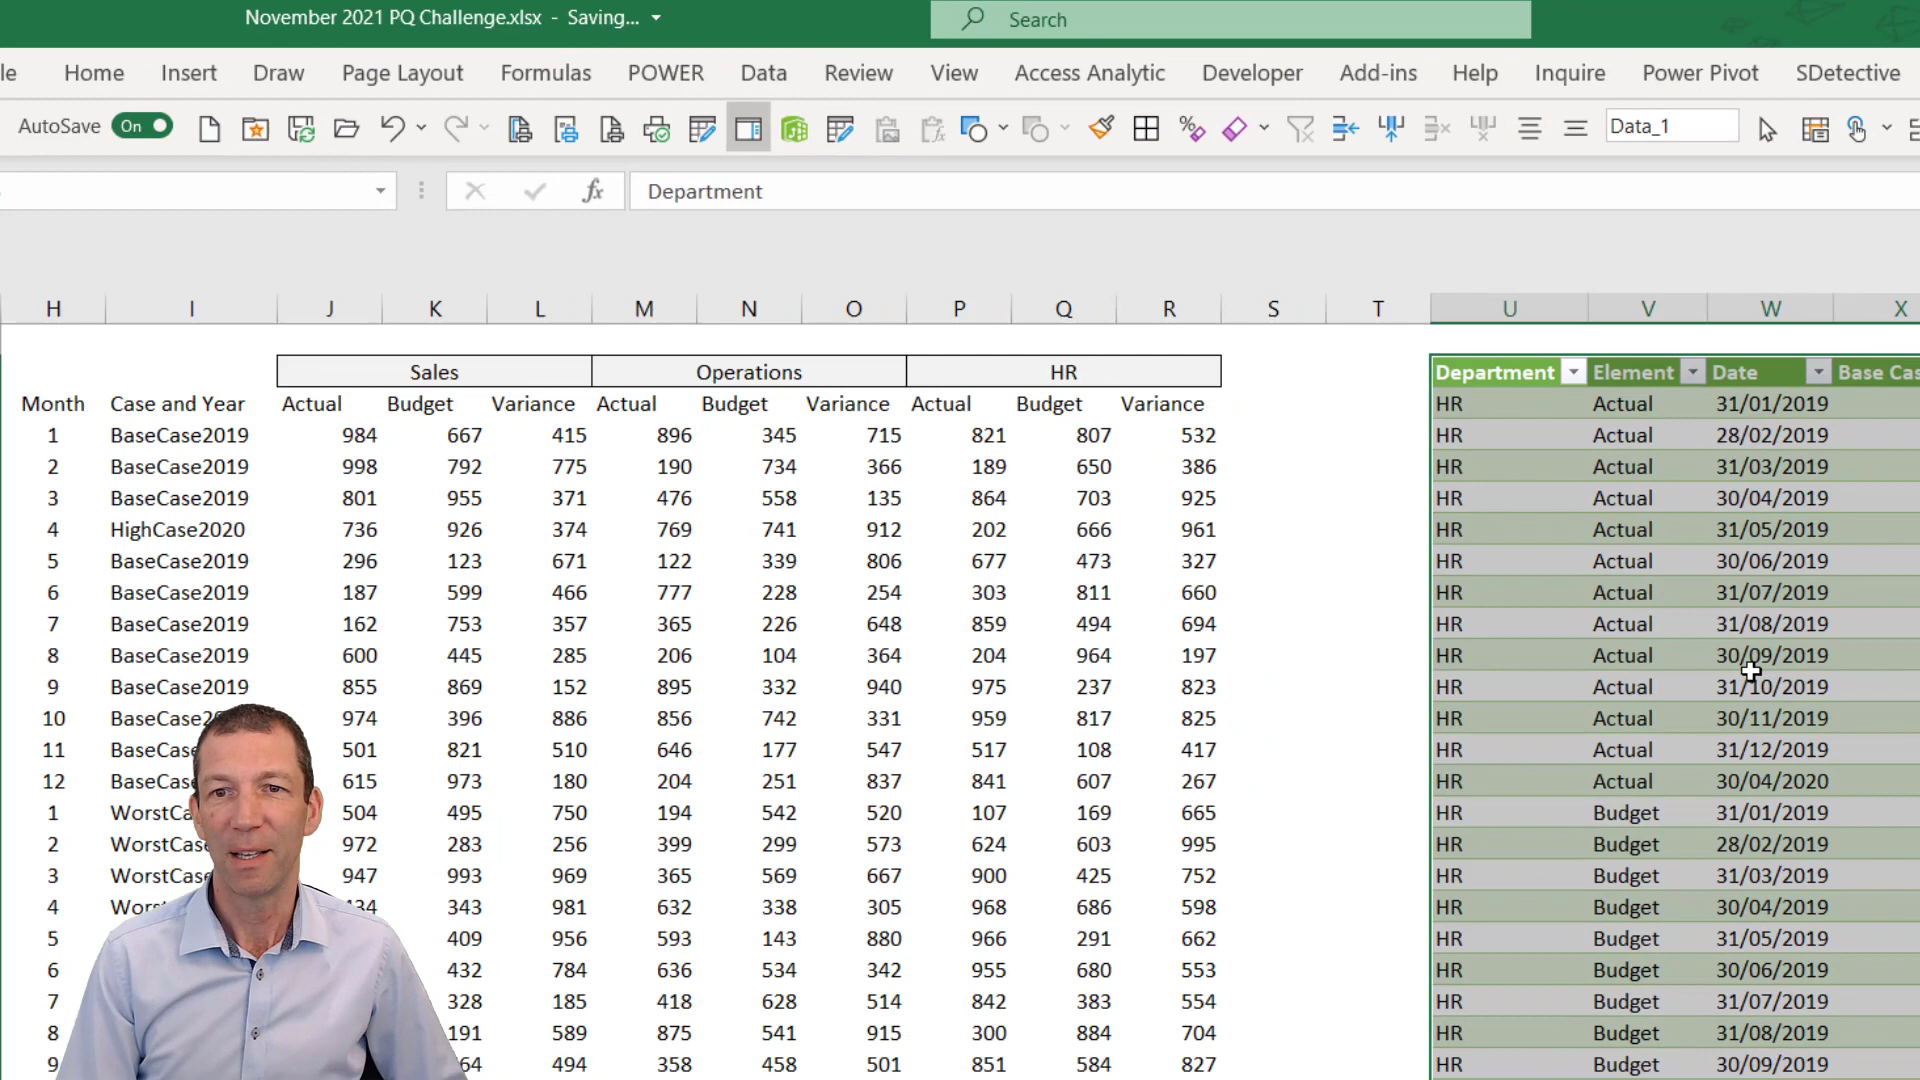 November 2021 PQ Challenge.xlsx - Saving...
Search
le Home Insert Draw Page Layout Formulas POWER Data Review View Access Analytic Developer Add-ins Help Inquire Power Pivot SDetective
AutoSave On Data_1
fx Department
H I J K L M N O P Q R S T U V W X
Sales Operations HR Department Element Date Base Cas
Month Case and Year Actual Budget Variance Actual Budget Variance Actual Budget Variance HR Actual 31/01/2019
1 BaseCase2019 984 667 415 896 345 715 821 807 532 HR Actual 28/02/2019
2 BaseCase2019 998 792 775 190 734 366 189 650 386 HR Actual 31/03/2019
3 BaseCase2019 801 955 371 476 558 135 864 703 925 HR Actual 30/04/2019
4 HighCase2020 736 926 374 769 741 912 202 666 961 HR Actual 31/05/2019
5 BaseCase2019 296 123 671 122 339 806 677 473 327 HR Actual 30/06/2019
6 BaseCase2019 187 599 466 777 228 254 303 811 660 HR Actual 31/07/2019
7 BaseCase2019 162 753 357 365 226 648 859 494 694 HR Actual 31/08/2019
8 BaseCase2019 600 445 285 206 104 364 204 964 197 HR Actual 30/09/2019
9 BaseCase2019 855 869 152 895 332 940 975 237 823 HR Actual 31/10/2019
10 BaseCase2 974 396 886 856 742 331 959 817 825 HR Actual 30/11/2019
11 BaseCase 501 821 510 646 177 547 517 108 417 HR Actual 31/12/2019
12 BaseCas 615 973 180 204 251 837 841 607 267 HR Actual 30/04/2020
1 WorstCa 504 495 750 194 542 520 107 169 665 HR Budget 31/01/2019
2 WorstCase 972 283 256 399 299 573 624 603 995 HR Budget 28/02/2019
3 WorstCase 947 993 969 365 569 667 900 425 752 HR Budget 31/03/2019
4 Wors 434 343 981 632 338 305 968 686 598 HR Budget 30/04/2019
5 409 956 593 143 880 966 291 662 HR Budget 31/05/2019
6 432 784 636 534 342 955 680 553 HR Budget 30/06/2019
7 328 185 418 628 514 842 383 554 HR Budget 31/07/2019
8 191 589 875 541 915 300 884 704 HR Budget 31/08/2019
9 64 494 358 458 501 851 584 827 HR Budget 30/09/2019